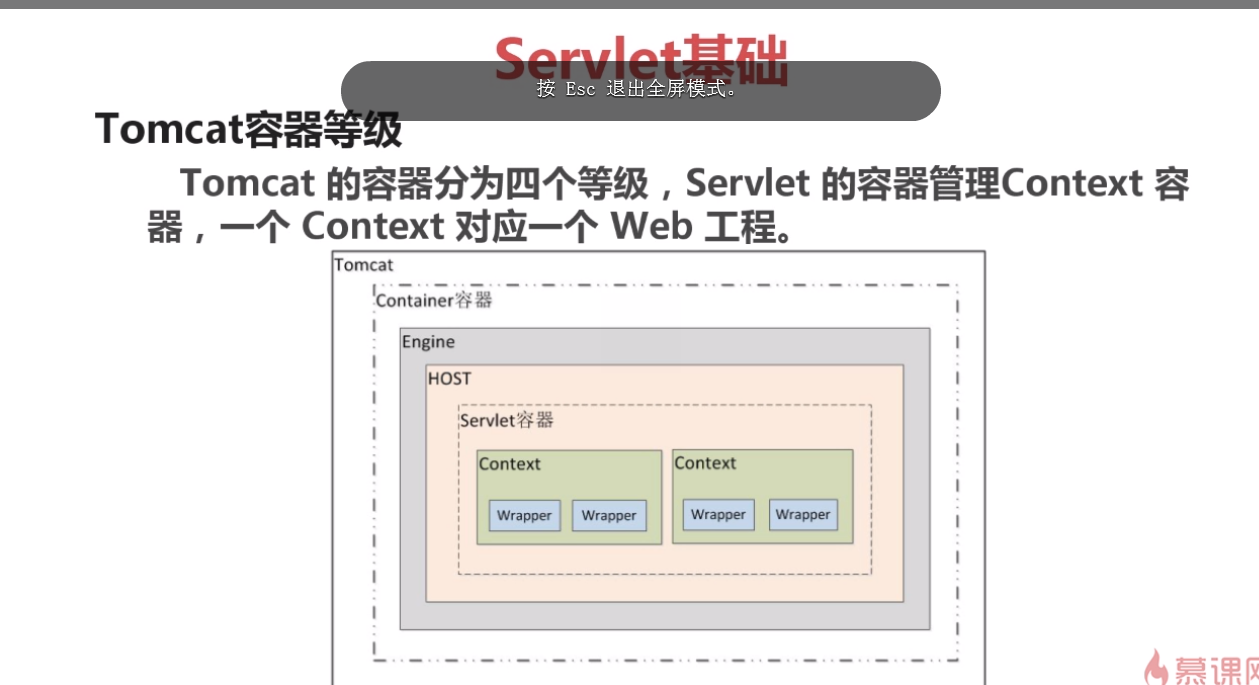 Servlet基础
按 Esc 退出全屏模式。
Tomcat容器等级
Tomcat 的容器分为四个等级，Servlet 的容器管理Context 容
器，一个 Context 对应一个 Web 工程。
Tomcat
Container容器
Engine
HOST
Servlet容器
Context Context
Wrapper Wrapper Wrapper Wrapper
慕课网